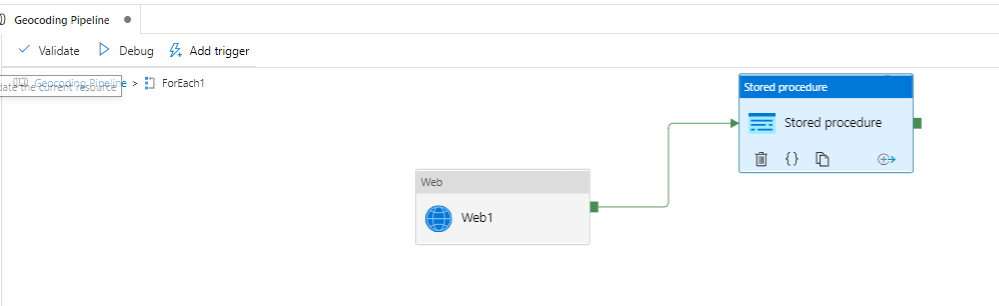 Geocoding Pipeline
Validate
Debug
Add trigger
Geocoding Pipeline > ForEach1
date the current resource
Stored procedure
Stored procedure
{}
Web
Web1